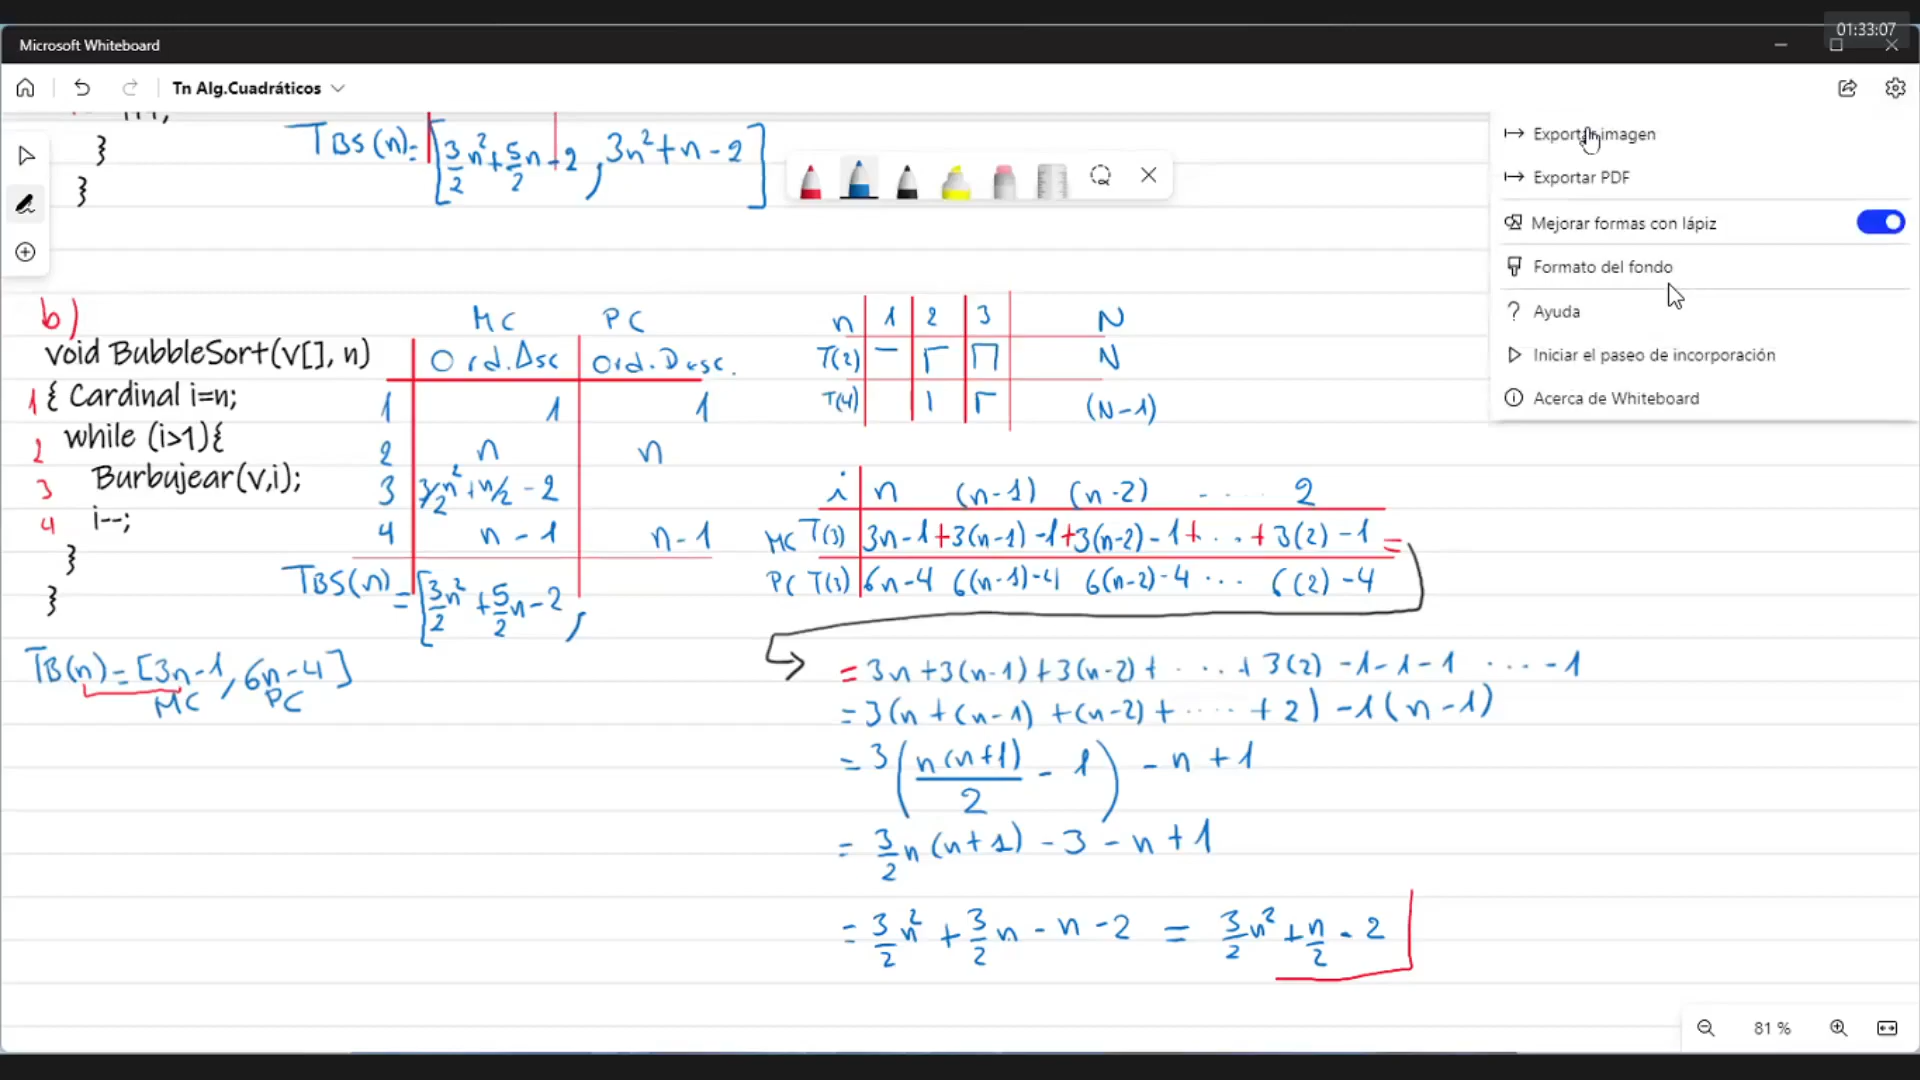 01:33:07
Microsoft Whiteboard
Tn Alg.Cuadráticos
}
}
TBS(n)= [3/2 n² + 5/2 n - 2 , 3n² + n - 2]
Exportar imagen
Exportar PDF
Mejorar formas con lápiz
Formato del fondo
Ayuda
Iniciar el paseo de incorporación
Acerca de Whiteboard
b)
void BubbleSort(v[], n)
1 { Cardinal i=n;
2 while (i>1){
3 Burbujear(v,i);
4 i--;
}
}
MC PC
Ord.Asc Ord.Desc.
1 1 1
2 n n
3 3/2 n² + n/2 - 2
4 n - 1 n-1
TBS(n) = [3/2 n² + 5/2 n - 2 ,
TB(n) = [3n-1 , 6n-4]
MC PC
n 1 2 3 N
T(2) N
T(4) (N-1)
i n (n-1) (n-2) ..... 2
MC T(3) 3n-1+3(n-1)-1+3(n-2)-1+...+3(2)-1 =
PC T(3) 6n-4 6(n-1)-4 6(n-2)-4 ... 6(2)-4
= 3n+3(n-1)+3(n-2)+ .... + 3(2) -1-1-1 ....-1
= 3(n+(n-1)+(n-2)+ .... +2) -1(n-1)
= 3(n(n+1)/2 - 1) - n + 1
= 3/2 n(n+1) - 3 - n + 1
= 3/2 n² + 3/2 n - n - 2 = 3/2 n² + n/2 - 2
81 %